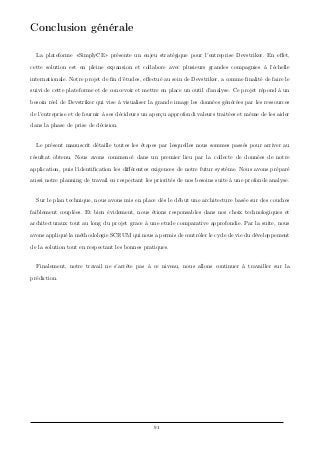 Conclusion générale
La plateforme «SimplyCE» présente un enjeu stratégique pour l'entreprise Devotriker. En effet,
cette solution est en pleine expansion et collabore avec plusieurs grandes compagnies à l'échelle
internationale. Notre projet de fin d'études, effectué au sein de Devotriker, a comme finalité de faire le
suivi de cette plateforme et de concevoir et mettre en place un outil d'analyse. Ce projet répond à un
besoin réel de Devotriker qui vise à visualiser la grande image les données générées par les ressources
de l'entreprise et de fournir à ses décideurs un aperçu approfondi valeurs traitées et même de les aider
dans la phase de prise de décision.
Le présent manuscrit détaille toutes les étapes par lesquelles nous sommes passés pour arriver au
résultat obtenu. Nous avons commencé dans un premier lieu par la collecte de données de notre
application, puis l'identification les différentes exigences de notre futur système. Nous avons préparé
aussi notre planning de travail en respectant les priorités de nos besoins suite à une profonde analyse.
Sur le plan technique, nous avons mis en place dès le début une architecture basée sur des couches
faiblement couplées. Et bien évidement, nous étions responsables dans nos choix technologiques et
architecturaux tout au long du projet grace à une etude comparative approfondie. Par la suite, nous
avons appliqué la méthodologie SCRUM qui nous a permis de contrôler le cycle de vie du développement
de la solution tout en respectant les bonnes pratiques.
Finalement, notre travail ne s'arrête pas à ce niveau, nous allons continuer à travailler sur la
prédiction.